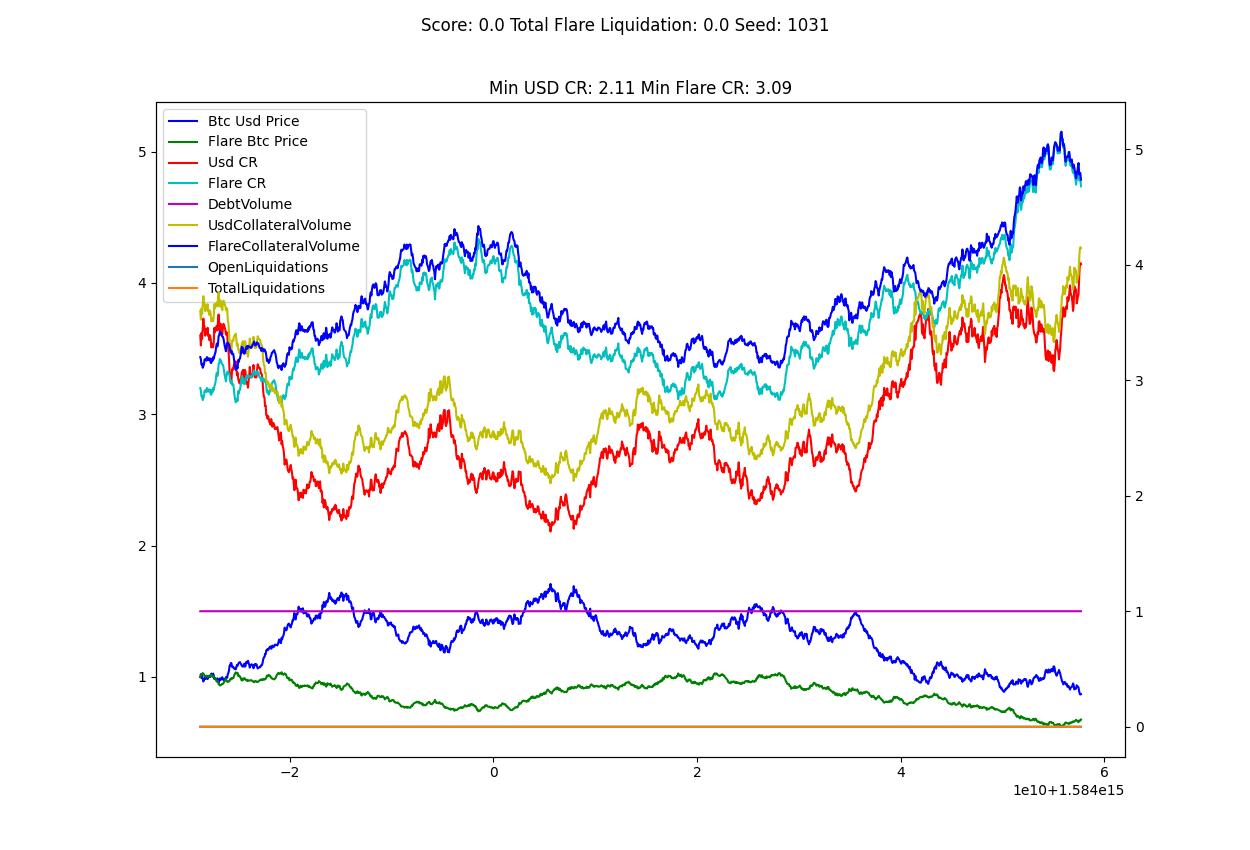 Score: 0.0 Total Flare Liquidation: 0.0 Seed: 1031
Min USD CR: 2.11 Min Flare CR: 3.09
Btc Usd Price
Flare Btc Price
Usd CR
Flare CR
DebtVolume
UsdCollateralVolume
FlareCollateralVolume
OpenLiquidations
TotalLiquidations
5
4
3
2
1
5
4
3
2
1
0
−2
0
2
4
6
1e10+1.584e15